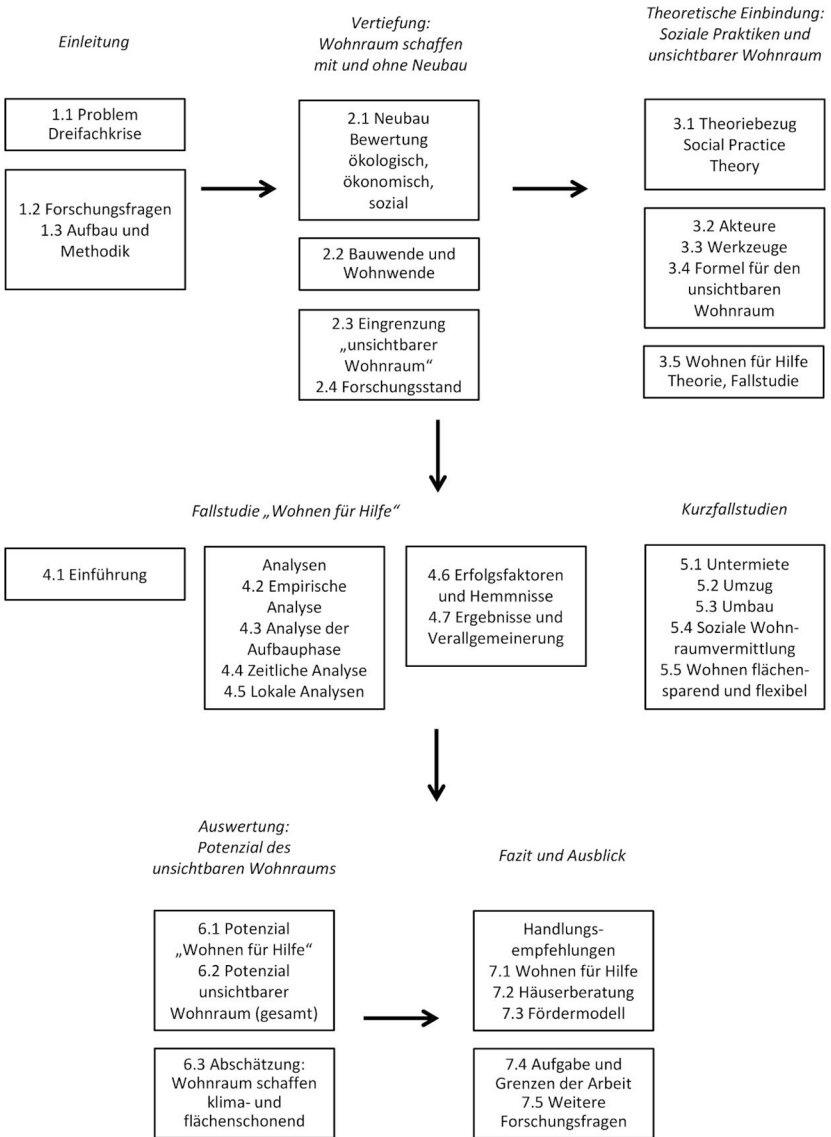 Einleitung
1.1 Problem
Dreifachkrise
1.2 Forschungsfragen
1.3 Aufbau und
Methodik
Vertiefung:
Wohnraum schaffen
mit und ohne Neubau
2.1 Neubau
Bewertung
ökologisch,
ökonomisch,
sozial
2.2 Bauwende und
Wohnwende
2.3 Eingrenzung
„unsichtbarer
Wohnraum“
2.4 Forschungsstand
Theoretische Einbindung:
Soziale Praktiken und
unsichtbarer Wohnraum
3.1 Theoriebezug
Social Practice
Theory
3.2 Akteure
3.3 Werkzeuge
3.4 Formel für den
unsichtbaren
Wohnraum
3.5 Wohnen für Hilfe
Theorie, Fallstudie
Fallstudie „Wohnen für Hilfe“
4.1 Einführung
Analysen
4.2 Empirische
Analyse
4.3 Analyse der
Aufbauphase
4.4 Zeitliche Analyse
4.5 Lokale Analysen
4.6 Erfolgsfaktoren
und Hemmnisse
4.7 Ergebnisse und
Verallgemeinerung
Kurzfallstudien
5.1 Untermiete
5.2 Umzug
5.3 Umbau
5.4 Soziale Wohn-
raumvermittlung
5.5 Wohnen flächen-
sparend und flexibel
Auswertung:
Potenzial des
unsichtbaren Wohnraums
6.1 Potenzial
„Wohnen für Hilfe“
6.2 Potenzial
unsichtbarer
Wohnraum (gesamt)
6.3 Abschätzung:
Wohnraum schaffen
klima- und
flächenschonend
Fazit und Ausblick
Handlungs-
empfehlungen
7.1 Wohnen für Hilfe
7.2 Häuserberatung
7.3 Fördermodell
7.4 Aufgabe und
Grenzen der Arbeit
7.5 Weitere
Forschungsfragen